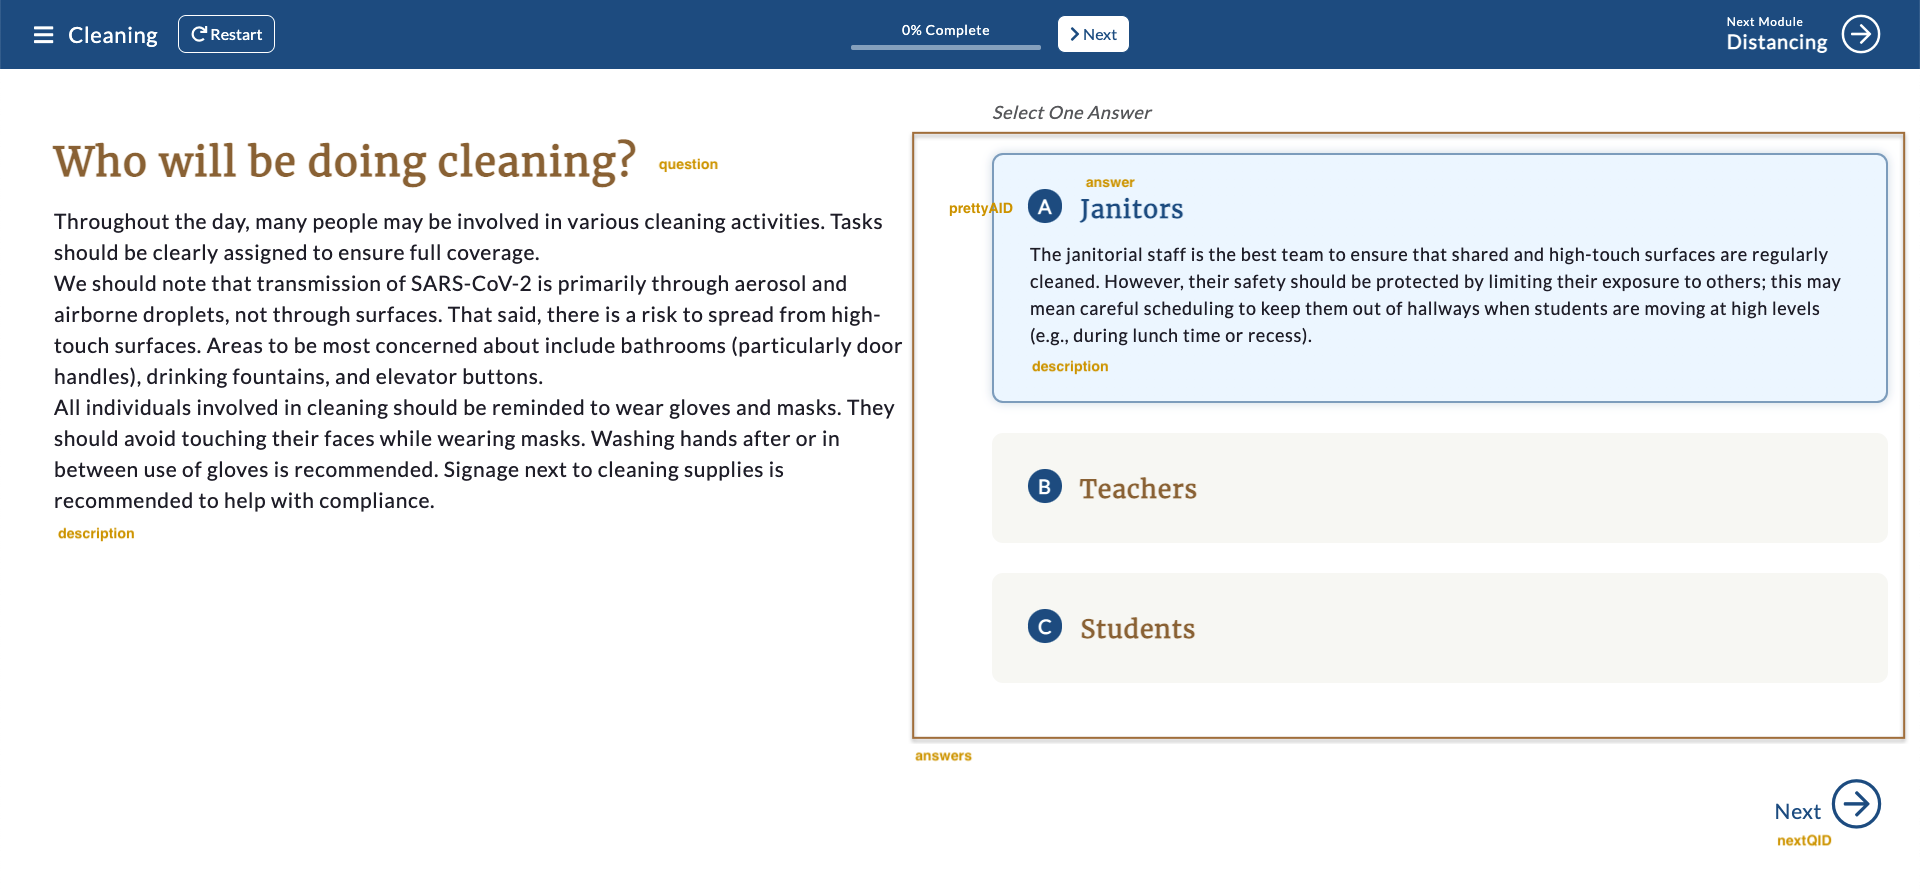 Cleaning
Restart
0% Complete
Next
Next Module
Distancing
Who will be doing cleaning?
question
Throughout the day, many people may be involved in various cleaning activities. Tasks
should be clearly assigned to ensure full coverage.
We should note that transmission of SARS-CoV-2 is primarily through aerosol and
airborne droplets, not through surfaces. That said, there is a risk to spread from high-
touch surfaces. Areas to be most concerned about include bathrooms (particularly door
handles), drinking fountains, and elevator buttons.
All individuals involved in cleaning should be reminded to wear gloves and masks. They
should avoid touching their faces while wearing masks. Washing hands after or in
between use of gloves is recommended. Signage next to cleaning supplies is
recommended to help with compliance.
description
Select One Answer
answer
prettyAID
A
Janitors
The janitorial staff is the best team to ensure that shared and high-touch surfaces are regularly
cleaned. However, their safety should be protected by limiting their exposure to others; this may
mean careful scheduling to keep them out of hallways when students are moving at high levels
(e.g., during lunch time or recess).
description
B
Teachers
C
Students
answers
Next
nextQID